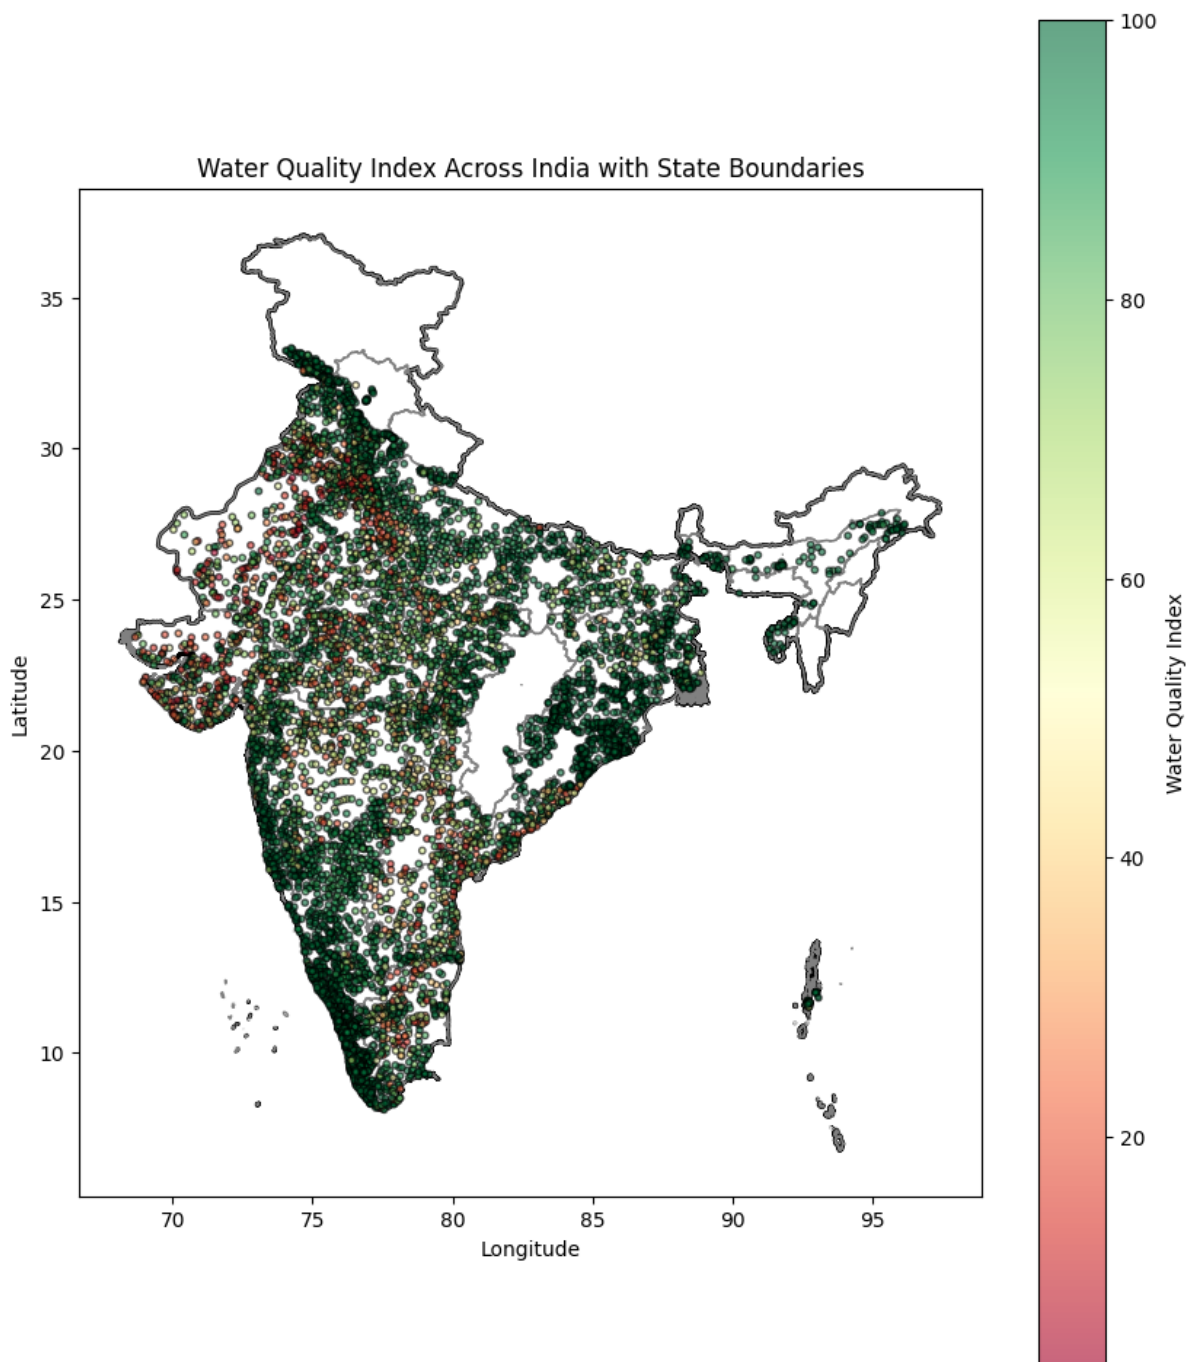 Water Quality Index Across India with State Boundaries
35
30
25
20
15
10
Latitude
70 75 80 85 90 95
Longitude
100
80
60
40
20
Water Quality Index